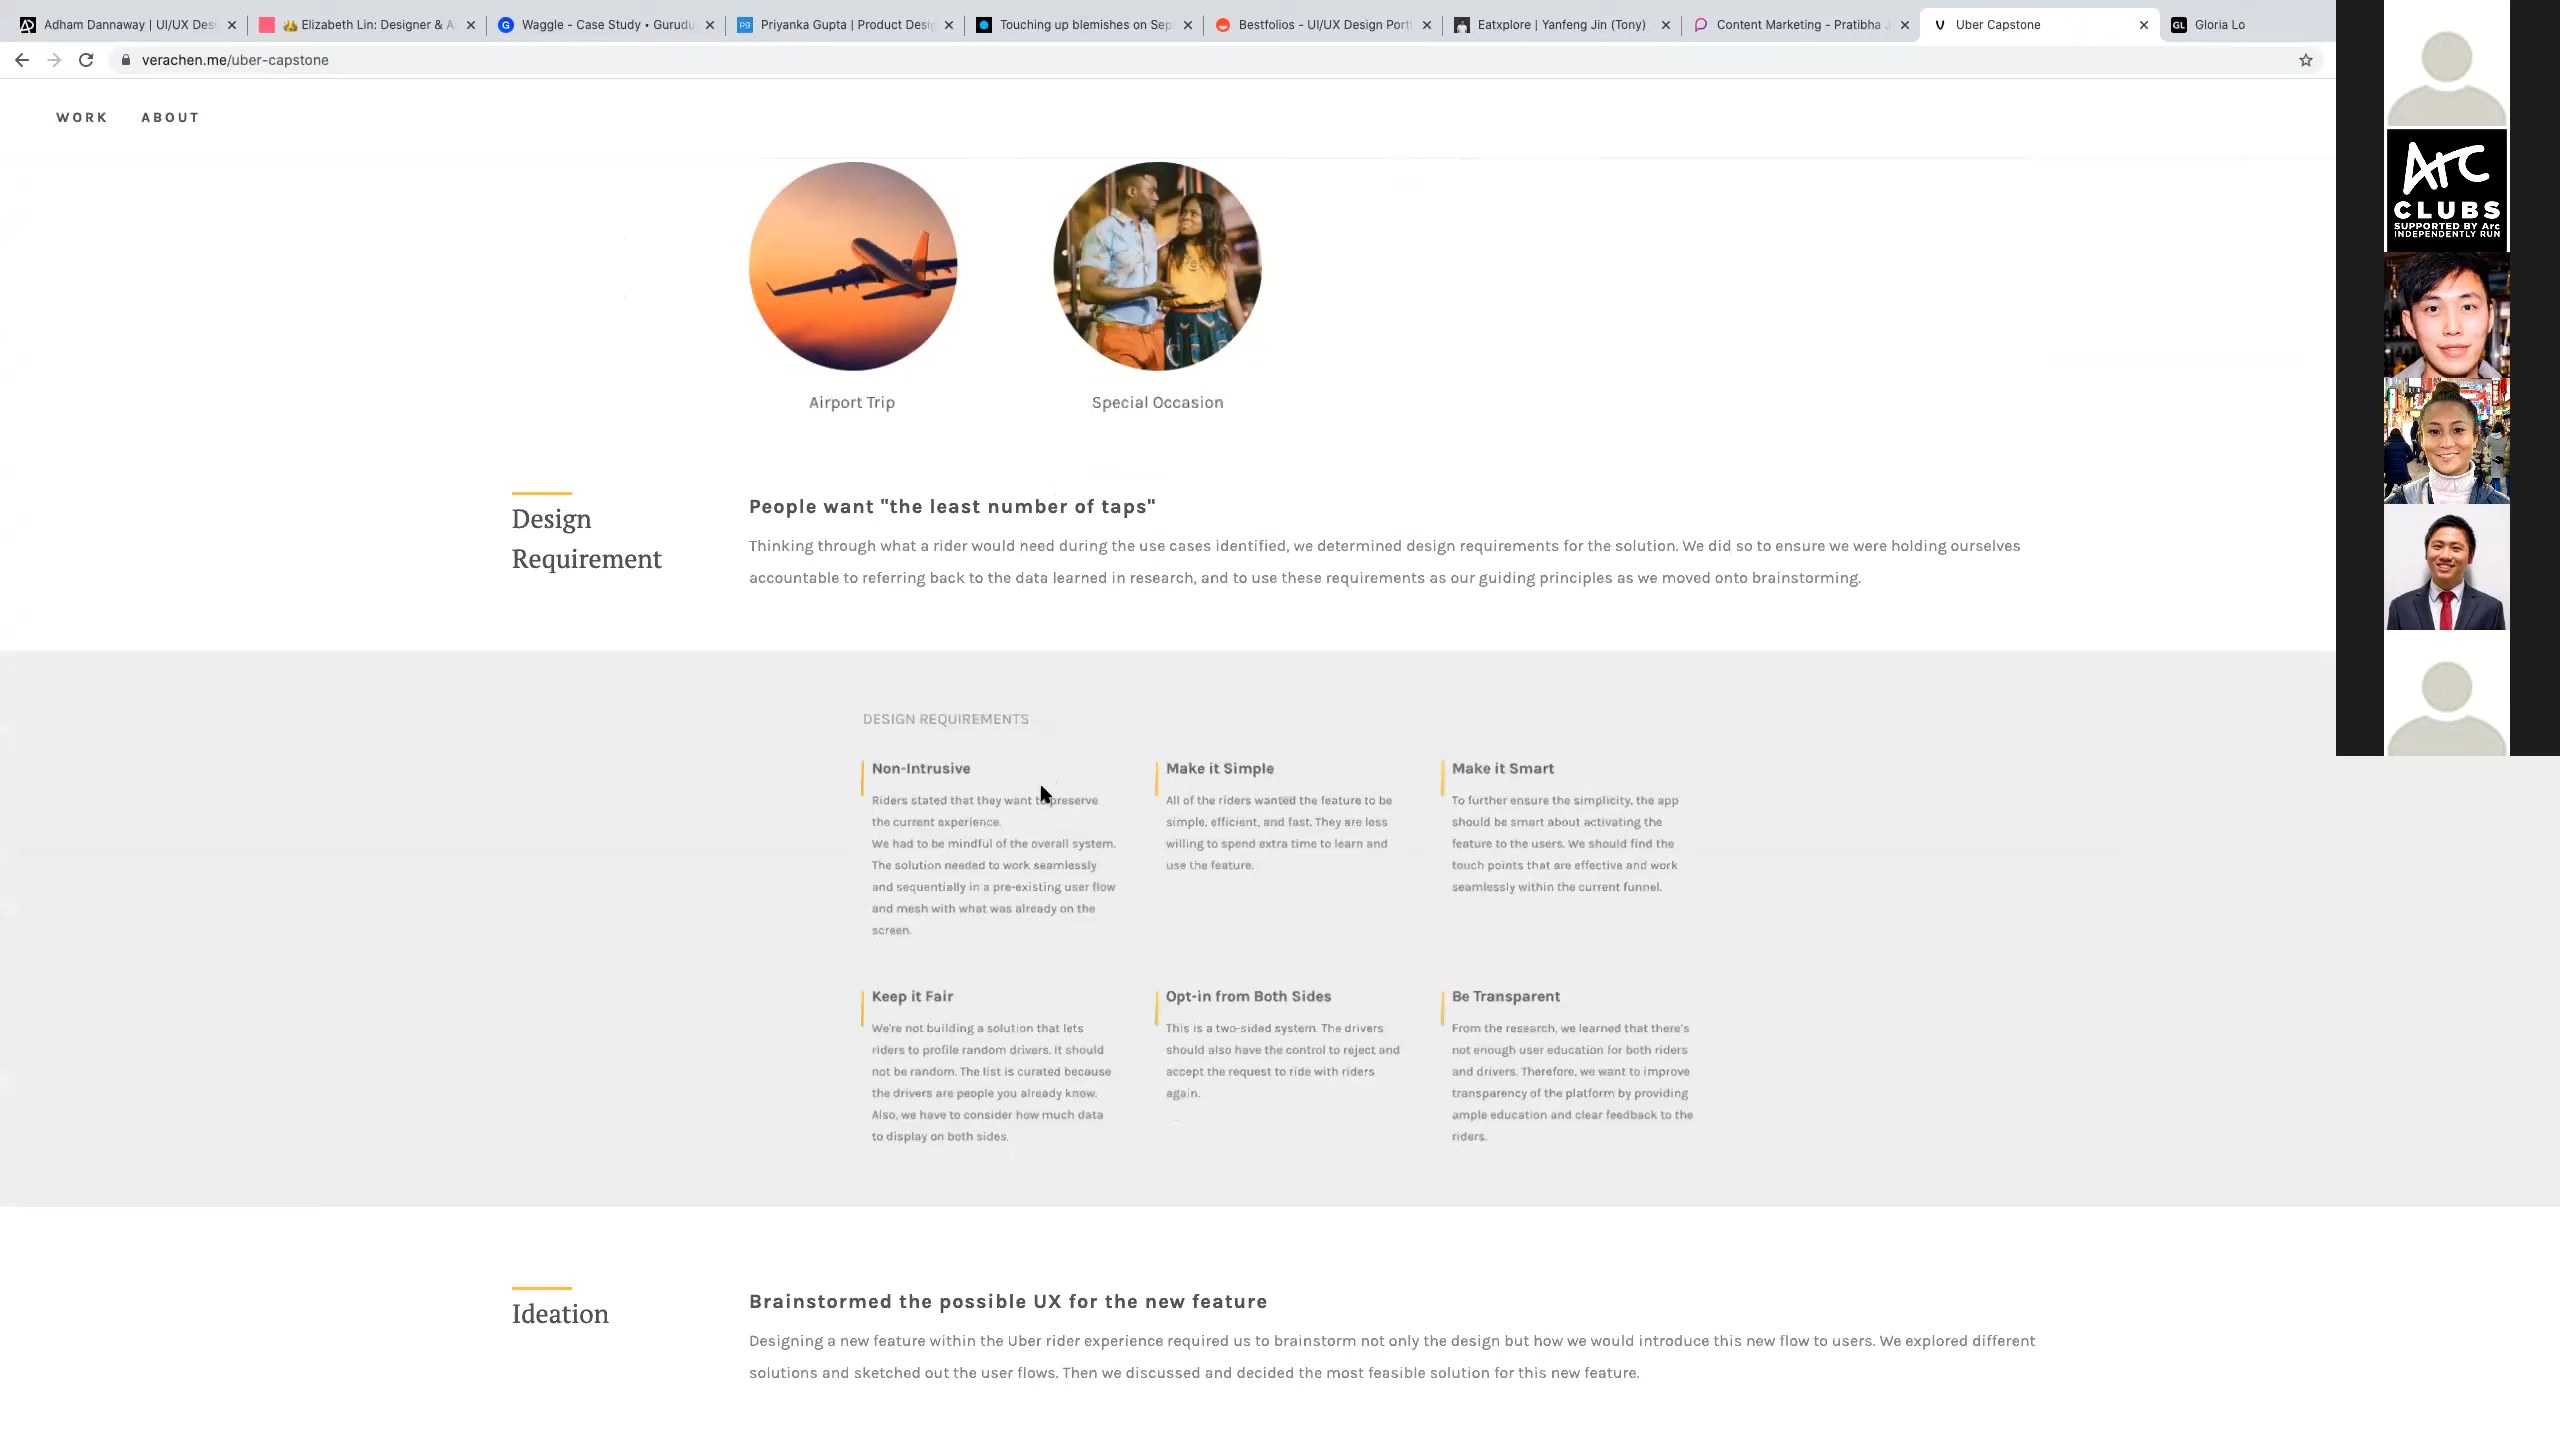 Adham Dannaway | UI/UX Des
Elizabeth Lin: Designer & A
Waggle - Case Study • Gurudu
Priyanka Gupta | Product Desi
Touching up blemishes on Sep
Bestfolios - UI/UX Design Port
Eatxplore | Yanfeng Jin (Tony)
Content Marketing - Pratibha J
V Uber Capstone
GL Gloria Lo
verachen.me/uber-capstone
WORK ABOUT
Arc
CLUBS
SUPPORTED BY Arc
INDEPENDENTLY RUN
Airport Trip
Special Occasion
Design
Requirement
People want "the least number of taps"
Thinking through what a rider would need during the use cases identified, we determined design requirements for the solution. We did so to ensure we were holding ourselves
accountable to referring back to the data learned in research, and to use these requirements as our guiding principles as we moved onto brainstorming.
DESIGN REQUIREMENTS
Non-Intrusive
Riders stated that they want to preserve
the current experience.
We had to be mindful of the overall system.
The solution needed to work seamlessly
and sequentially in a pre-existing user flow
and mesh with what was already on the
screen.
Make it Simple
All of the riders wanted the feature to be
simple, efficient, and fast. They are less
willing to spend extra time to learn and
use the feature.
Make it Smart
To further ensure the simplicity, the app
should be smart about activating the
feature to the users. We should find the
touch points that are effective and work
seamlessly within the current funnel.
Keep it Fair
We're not building a solution that lets
riders to profile random drivers. It should
not be random. The list is curated because
the drivers are people you already know.
Also, we have to consider how much data
to display on both sides.
Opt-in from Both Sides
This is a two-sided system. The drivers
should also have the control to reject and
accept the request to ride with riders
again.
Be Transparent
From the research, we learned that there's
not enough user education for both riders
and drivers. Therefore, we want to improve
transparency of the platform by providing
ample education and clear feedback to the
riders.
Ideation
Brainstormed the possible UX for the new feature
Designing a new feature within the Uber rider experience required us to brainstorm not only the design but how we would introduce this new flow to users. We explored different
solutions and sketched out the user flows. Then we discussed and decided the most feasible solution for this new feature.